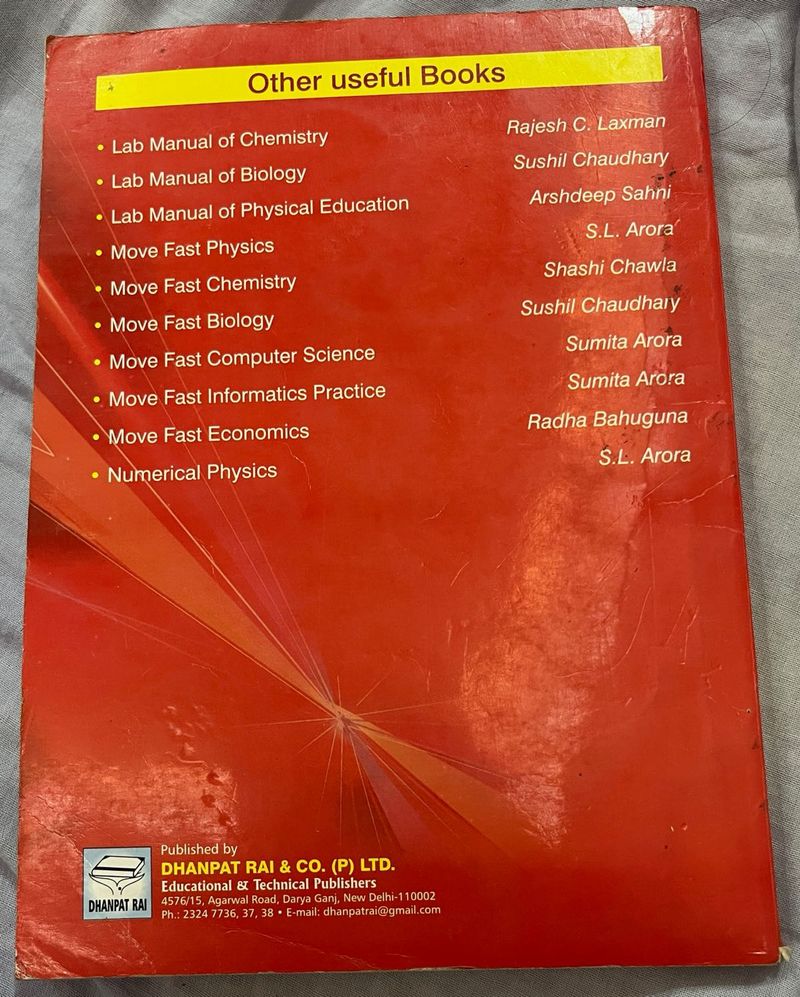 Other useful Books
• Lab Manual of Chemistry Rajesh C. Laxman
• Lab Manual of Biology Sushil Chaudhary
• Lab Manual of Physical Education Arshdeep Sahni
• Move Fast Physics S.L. Arora
• Move Fast Chemistry Shashi Chawla
• Move Fast Biology Sushil Chaudhary
• Move Fast Computer Science Sumita Arora
• Move Fast Informatics Practice Sumita Arora
• Move Fast Economics Radha Bahuguna
• Numerical Physics S.L. Arora
Published by
DHANPAT RAI & CO. (P) LTD.
Educational & Technical Publishers
4576/15, Agarwal Road, Darya Ganj, New Delhi-110002
Ph.: 2324 7736, 37, 38 • E-mail: dhanpatrai@gmail.com
DHANPAT RAI